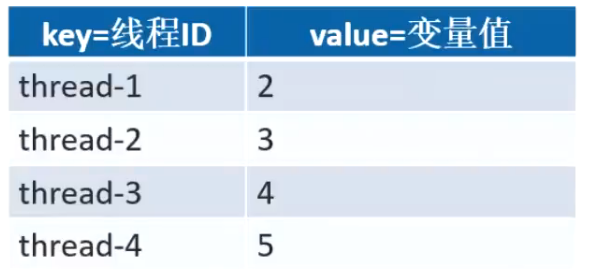 key=线程ID value=变量值
thread-1 2
thread-2 3
thread-3 4
thread-4 5